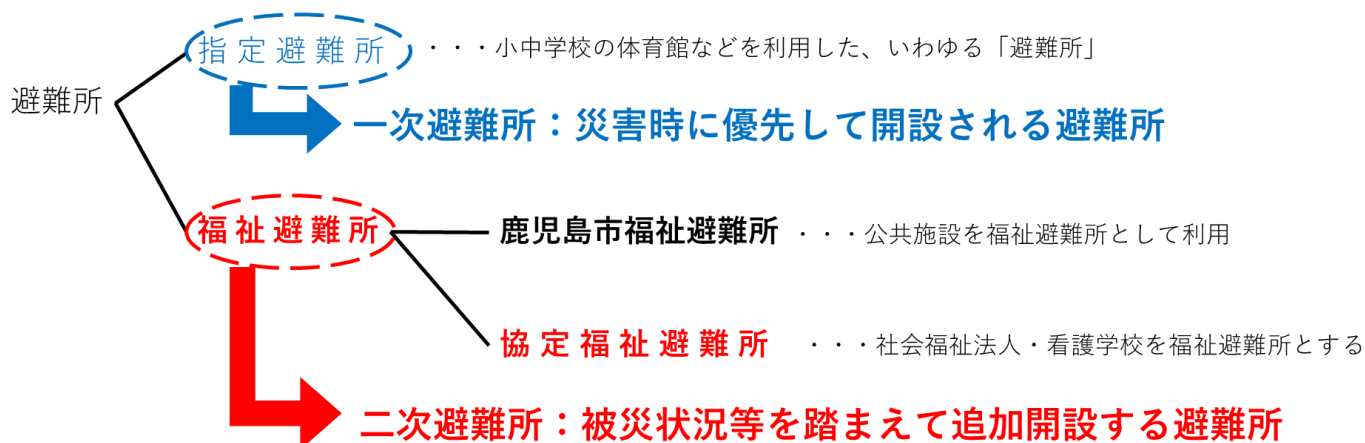 指定避難所 ・・・小中学校の体育館などを利用した、いわゆる「避難所」
避難所
一次避難所：災害時に優先して開設される避難所
福祉避難所
鹿児島市福祉避難所 ・・・公共施設を福祉避難所として利用
協定福祉避難所 ・・・社会福祉法人・看護学校を福祉避難所とする
二次避難所：被災状況等を踏まえて追加開設する避難所